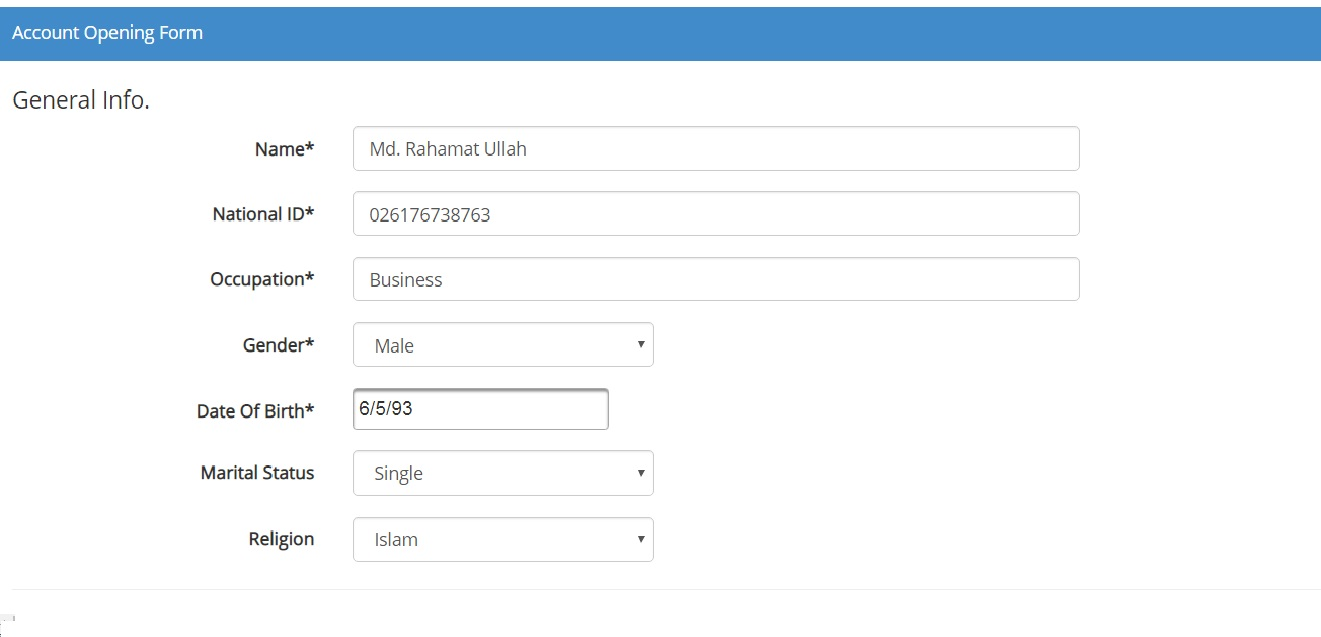 Account Opening Form
General Info.
Name* Md. Rahamat Ullah
National ID* 026176738763
Occupation* Business
Gender* Male
Date Of Birth* 6/5/93
Marital Status Single
Religion Islam